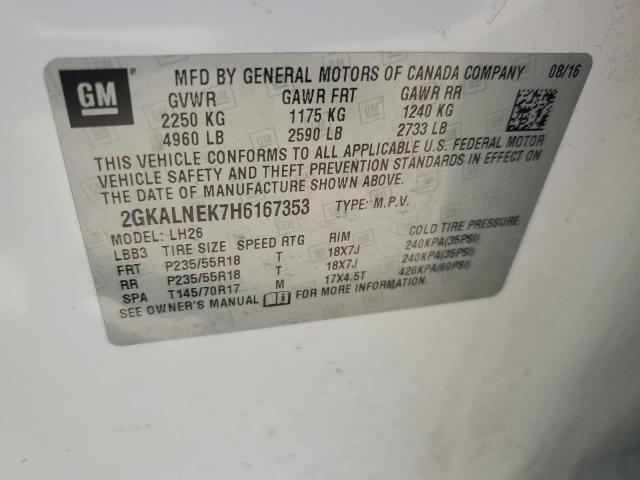 GM
MFD BY GENERAL MOTORS OF CANADA COMPANY 08/16
GVWR GAWR FRT GAWR RR
2250 KG 1175 KG 1240 KG
4960 LB 2590 LB 2733 LB
THIS VEHICLE CONFORMS TO ALL APPLICABLE U.S. FEDERAL MOTOR
VEHICLE SAFETY AND THEFT PREVENTION STANDARDS IN EFFECT ON
THE DATE OF MANUFACTURE SHOWN ABOVE.
2GKALNEK7H6167353 TYPE: M.P.V.
MODEL: LH26
LBB3 TIRE SIZE SPEED RTG RIM COLD TIRE PRESSURE
FRT P235/55R18 T 18X7J 240KPA(35PSI)
RR P235/55R18 T 18X7J 240KPA(35PSI)
SPA T145/70R17 M 17X4.5T 420KPA(60PSI)
SEE OWNER'S MANUAL FOR MORE INFORMATION.